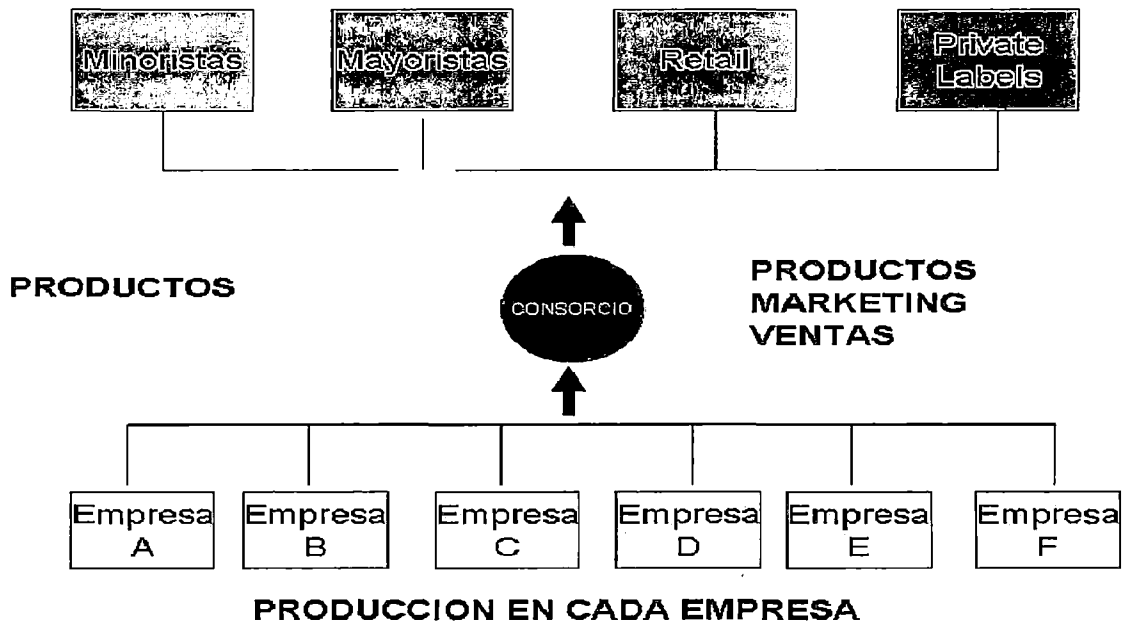 Minoristas
Mayoristas
Retail
Private
Labels
PRODUCTOS
CONSORCIO
PRODUCTOS
MARKETING
VENTAS
Empresa
A
Empresa
B
Empresa
C
Empresa
D
Empresa
E
Empresa
F
PRODUCCION EN CADA EMPRESA